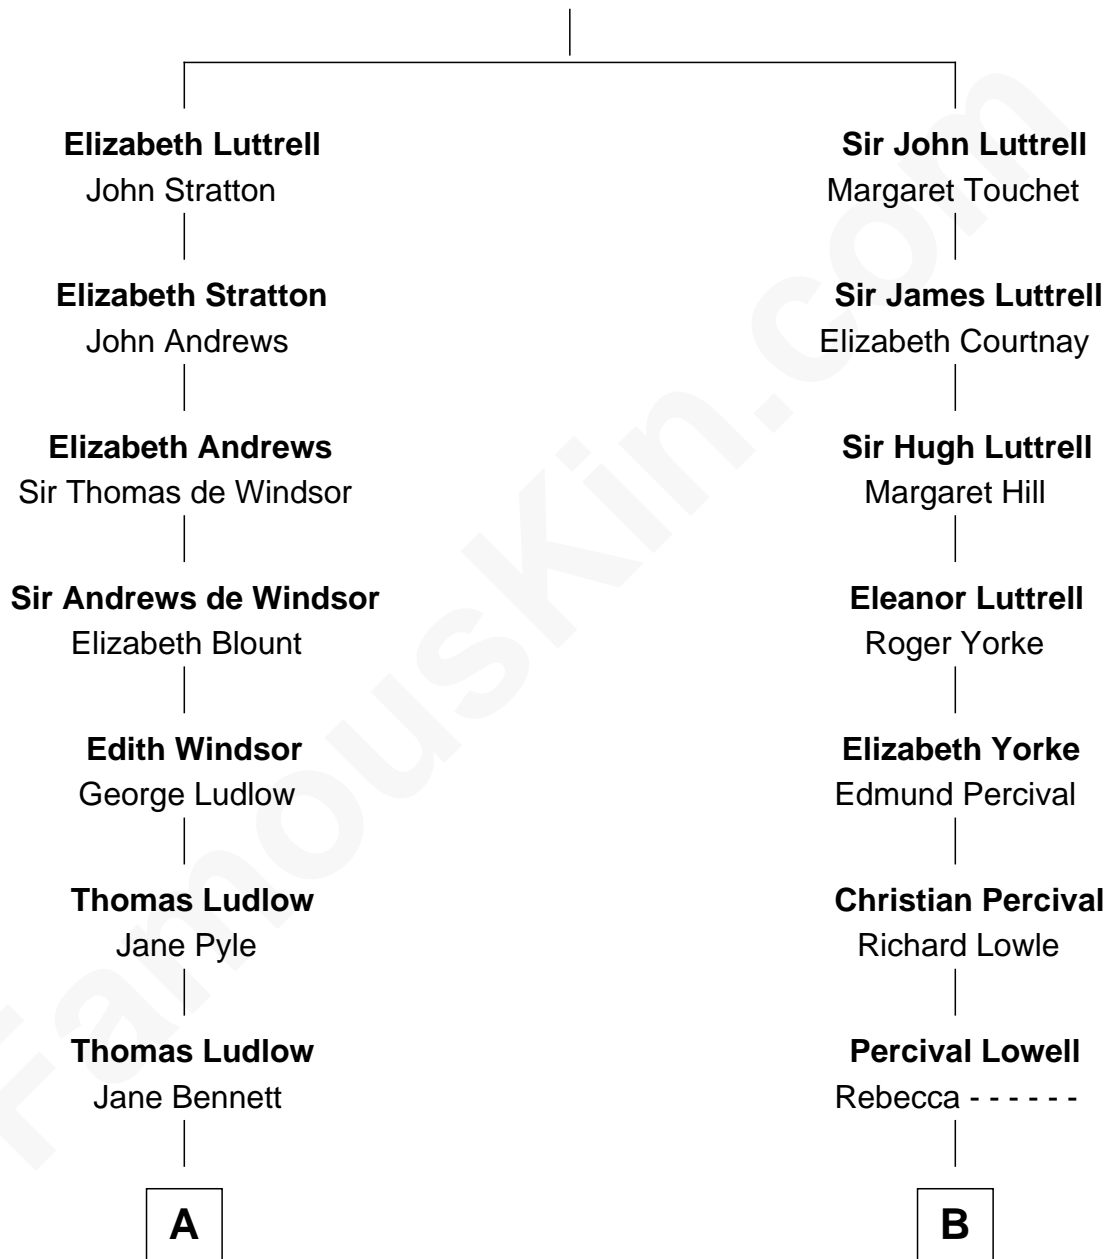 Elizabeth Luttrell
John Stratton
Elizabeth Stratton
John Andrews
Elizabeth Andrews
Sir Thomas de Windsor
Sir Andrews de Windsor
Elizabeth Blount
Edith Windsor
George Ludlow
Thomas Ludlow
Jane Pyle
Thomas Ludlow
Jane Bennett
A
Sir John Luttrell
Margaret Touchet
Sir James Luttrell
Elizabeth Courtnay
Sir Hugh Luttrell
Margaret Hill
Eleanor Luttrell
Roger Yorke
Elizabeth Yorke
Edmund Percival
Christian Percival
Richard Lowle
Percival Lowell
Rebecca - - - - - -
B
FamousKin.com